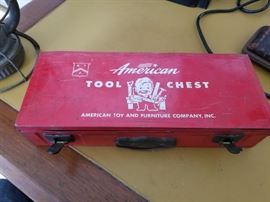 American
TOOL CHEST
AMERICAN TOY AND FURNITURE COMPANY, INC.